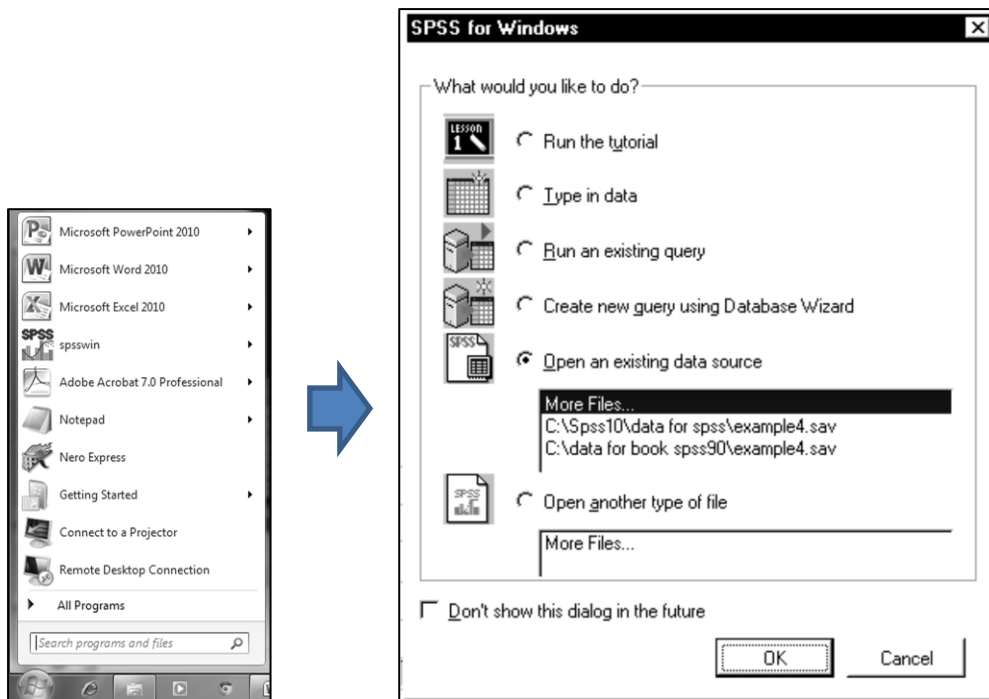 Microsoft PowerPoint 2010
Microsoft Word 2010
Microsoft Excel 2010
SPSS
spsswin
Adobe Acrobat 7.0 Professional
Notepad
Nero Express
Getting Started
Connect to a Projector
Remote Desktop Connection
All Programs
Search programs and files
SPSS for Windows
What would you like to do?
LESSON
1
Run the tutorial
Type in data
Run an existing query
Create new query using Database Wizard
SPSS
Open an existing data source
More Files...
C:\Spss10\data for spss\example4.sav
C:\data for book spss90\example4.sav
SPSS
Open another type of file
More Files...
Don't show this dialog in the future
OK
Cancel